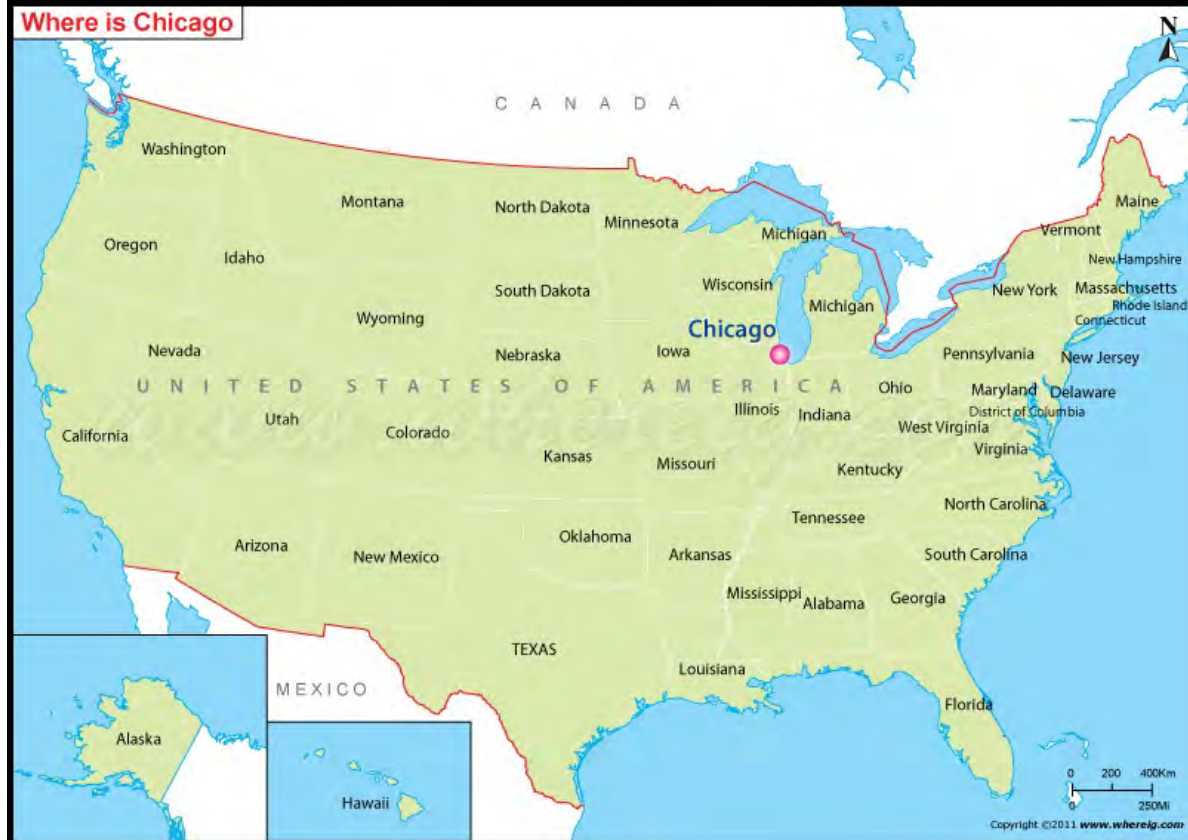 Where is Chicago
N
CANADA
Washington
Montana
North Dakota
Minnesota
Michigan
Maine
Vermont
Oregon
Idaho
New Hampshire
Wisconsin
South Dakota
New York
Massachusetts
Michigan
Rhode Island
Wyoming
Connecticut
Chicago
Nevada
Nebraska
Iowa
Pennsylvania
New Jersey
UNITED STATES OF AMERICA
Ohio
Maryland
Delaware
Utah
Illinois
Indiana
District of Columbia
California
Colorado
West Virginia
Virginia
Kansas
Missouri
Kentucky
North Carolina
Tennessee
Arizona
New Mexico
Oklahoma
Arkansas
South Carolina
Mississippi
Alabama
Georgia
TEXAS
Louisiana
MEXICO
Florida
Alaska
Hawaii
0 200 400Km
0 250Mi
Copyright ©2011 www.whereig.com